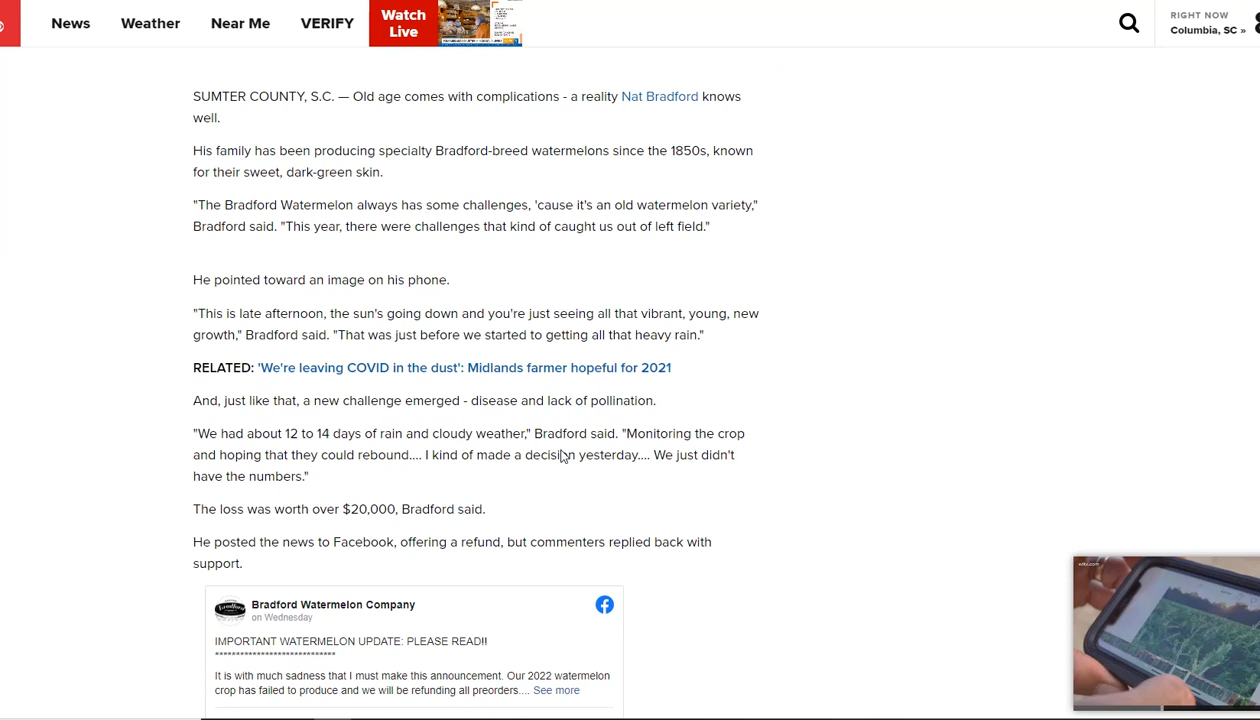 News Weather Near Me VERIFY Watch Live
RIGHT NOW
Columbia, SC »
SUMTER COUNTY, S.C. — Old age comes with complications - a reality Nat Bradford knows
well.
His family has been producing specialty Bradford-breed watermelons since the 1850s, known
for their sweet, dark-green skin.
"The Bradford Watermelon always has some challenges, 'cause it's an old watermelon variety,"
Bradford said. "This year, there were challenges that kind of caught us out of left field."
He pointed toward an image on his phone.
"This is late afternoon, the sun's going down and you're just seeing all that vibrant, young, new
growth," Bradford said. "That was just before we started to getting all that heavy rain."
RELATED: 'We're leaving COVID in the dust': Midlands farmer hopeful for 2021
And, just like that, a new challenge emerged - disease and lack of pollination.
"We had about 12 to 14 days of rain and cloudy weather," Bradford said. "Monitoring the crop
and hoping that they could rebound.... I kind of made a decision yesterday.... We just didn't
have the numbers."
The loss was worth over $20,000, Bradford said.
He posted the news to Facebook, offering a refund, but commenters replied back with
support.
Bradford Watermelon Company
on Wednesday
IMPORTANT WATERMELON UPDATE: PLEASE READ!!
****************************
It is with much sadness that I must make this announcement. Our 2022 watermelon
crop has failed to produce and we will be refunding all preorders.... See more